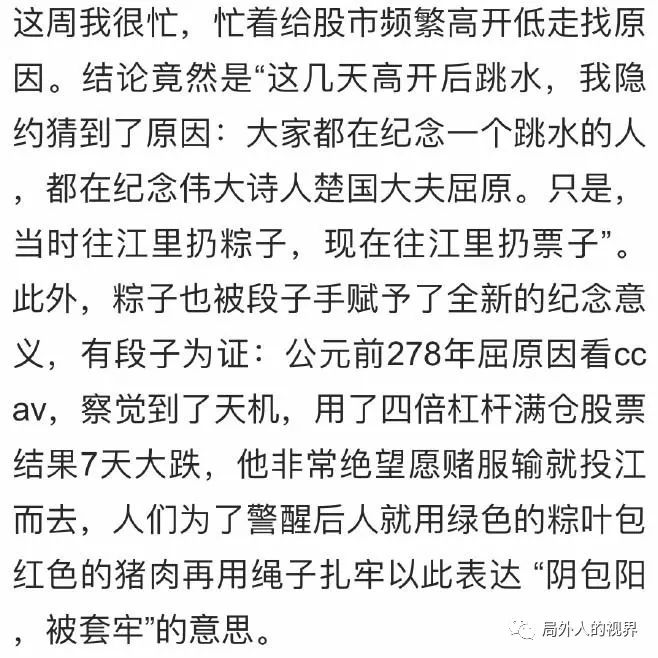 这周我很忙，忙着给股市频繁高开低走找原
因。结论竟然是“这几天高开后跳水，我隐
约猜到了原因：大家都在纪念一个跳水的人
，都在纪念伟大诗人楚国大夫屈原。只是，
当时往江里扔粽子，现在往江里扔票子”。
此外，粽子也被段子手赋予了全新的纪念意
义，有段子为证：公元前278年屈原因看cc
av，察觉到了天机，用了四倍杠杆满仓股票
结果7天大跌，他非常绝望愿赌服输就投江
而去，人们为了警醒后人就用绿色的粽叶包
红色的猪肉再用绳子扎牢以此表达 “阴包阳
，被套牢”的意思。
局外人的视界